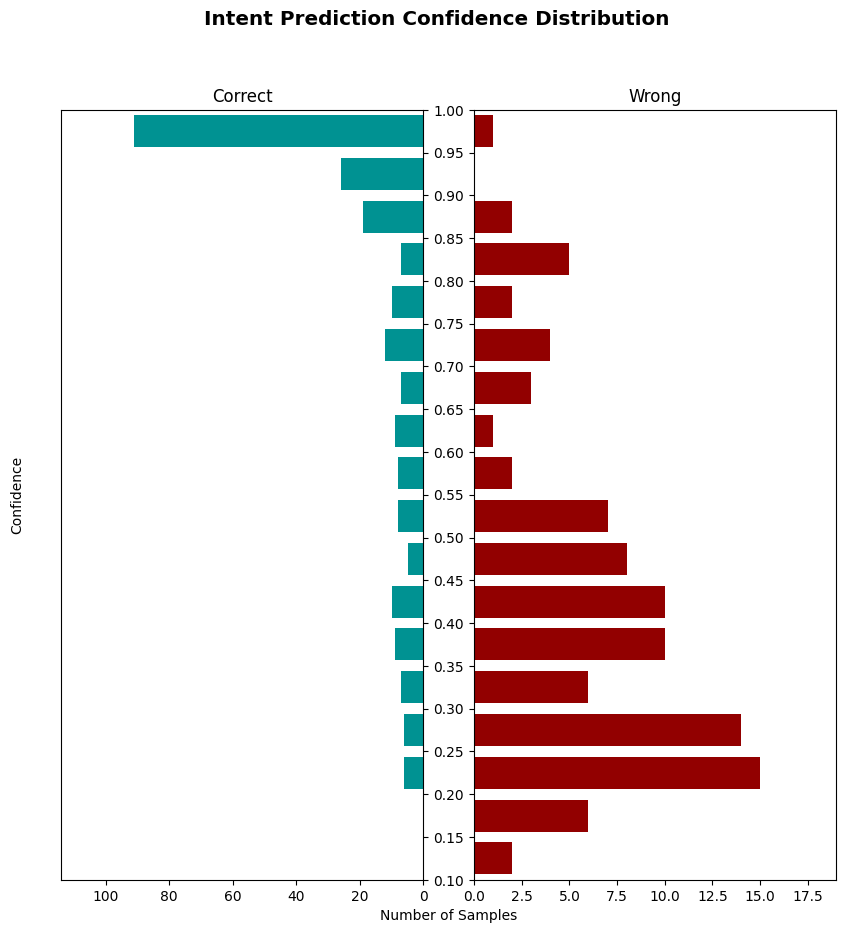 Intent Prediction Confidence Distribution
Correct
Wrong
1.00
0.95
0.90
0.85
0.80
0.75
0.70
0.65
0.60
0.55
0.50
0.45
0.40
0.35
0.30
0.25
0.20
0.15
0.10
Confidence
100 80 60 40 20 0
0.0 2.5 5.0 7.5 10.0 12.5 15.0 17.5
Number of Samples